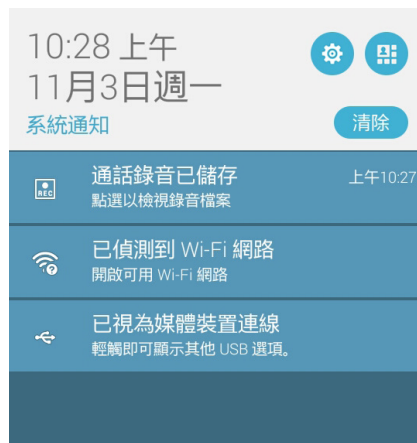 10:28 上午
11月3日週一
系統通知
清除
通話錄音已儲存
上午10:27
點選以檢視錄音檔案
REC
已偵測到 Wi-Fi 網路
開啟可用 Wi-Fi 網路
已視為媒體裝置連線
輕觸即可顯示其他 USB 選項。